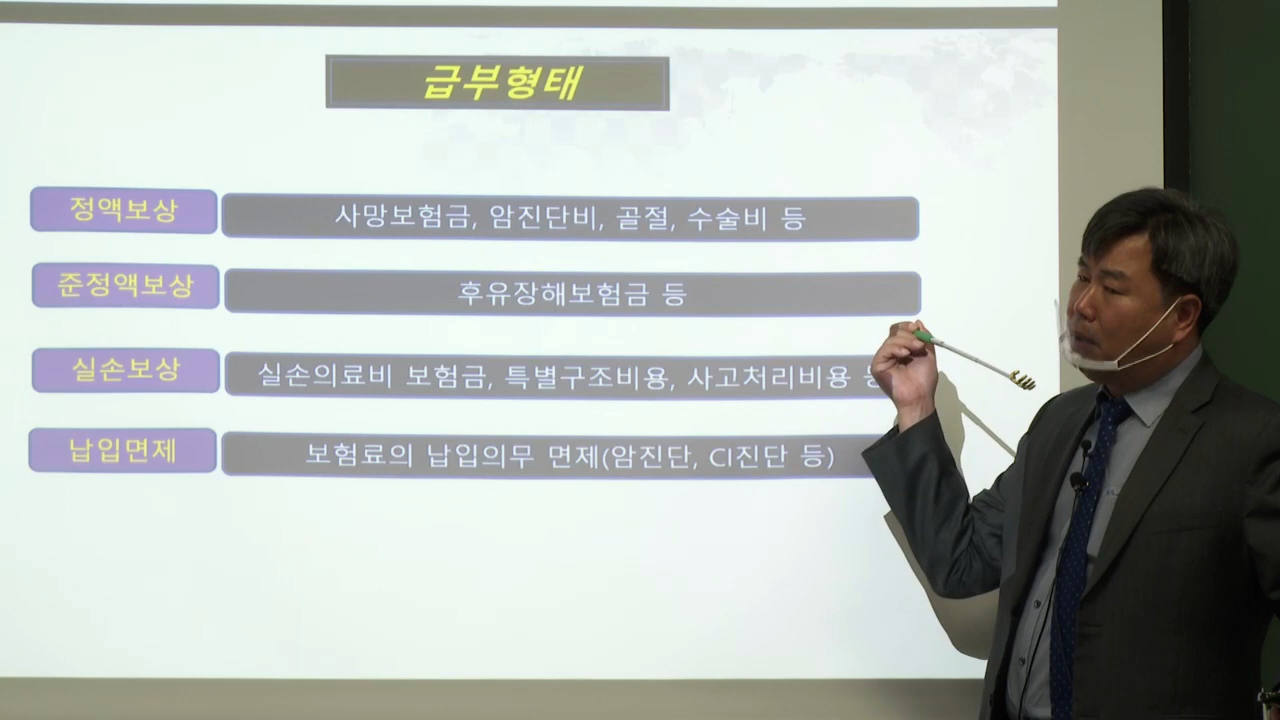 급부형태
정액보상 사망보험금, 암진단비, 골절, 수술비 등
준정액보상 후유장해보험금 등
실손보상 실손의료비 보험금, 특별구조비용, 사고처리비용
납입면제 보험료의 납입의무 면제(암진단, CI진단 등)